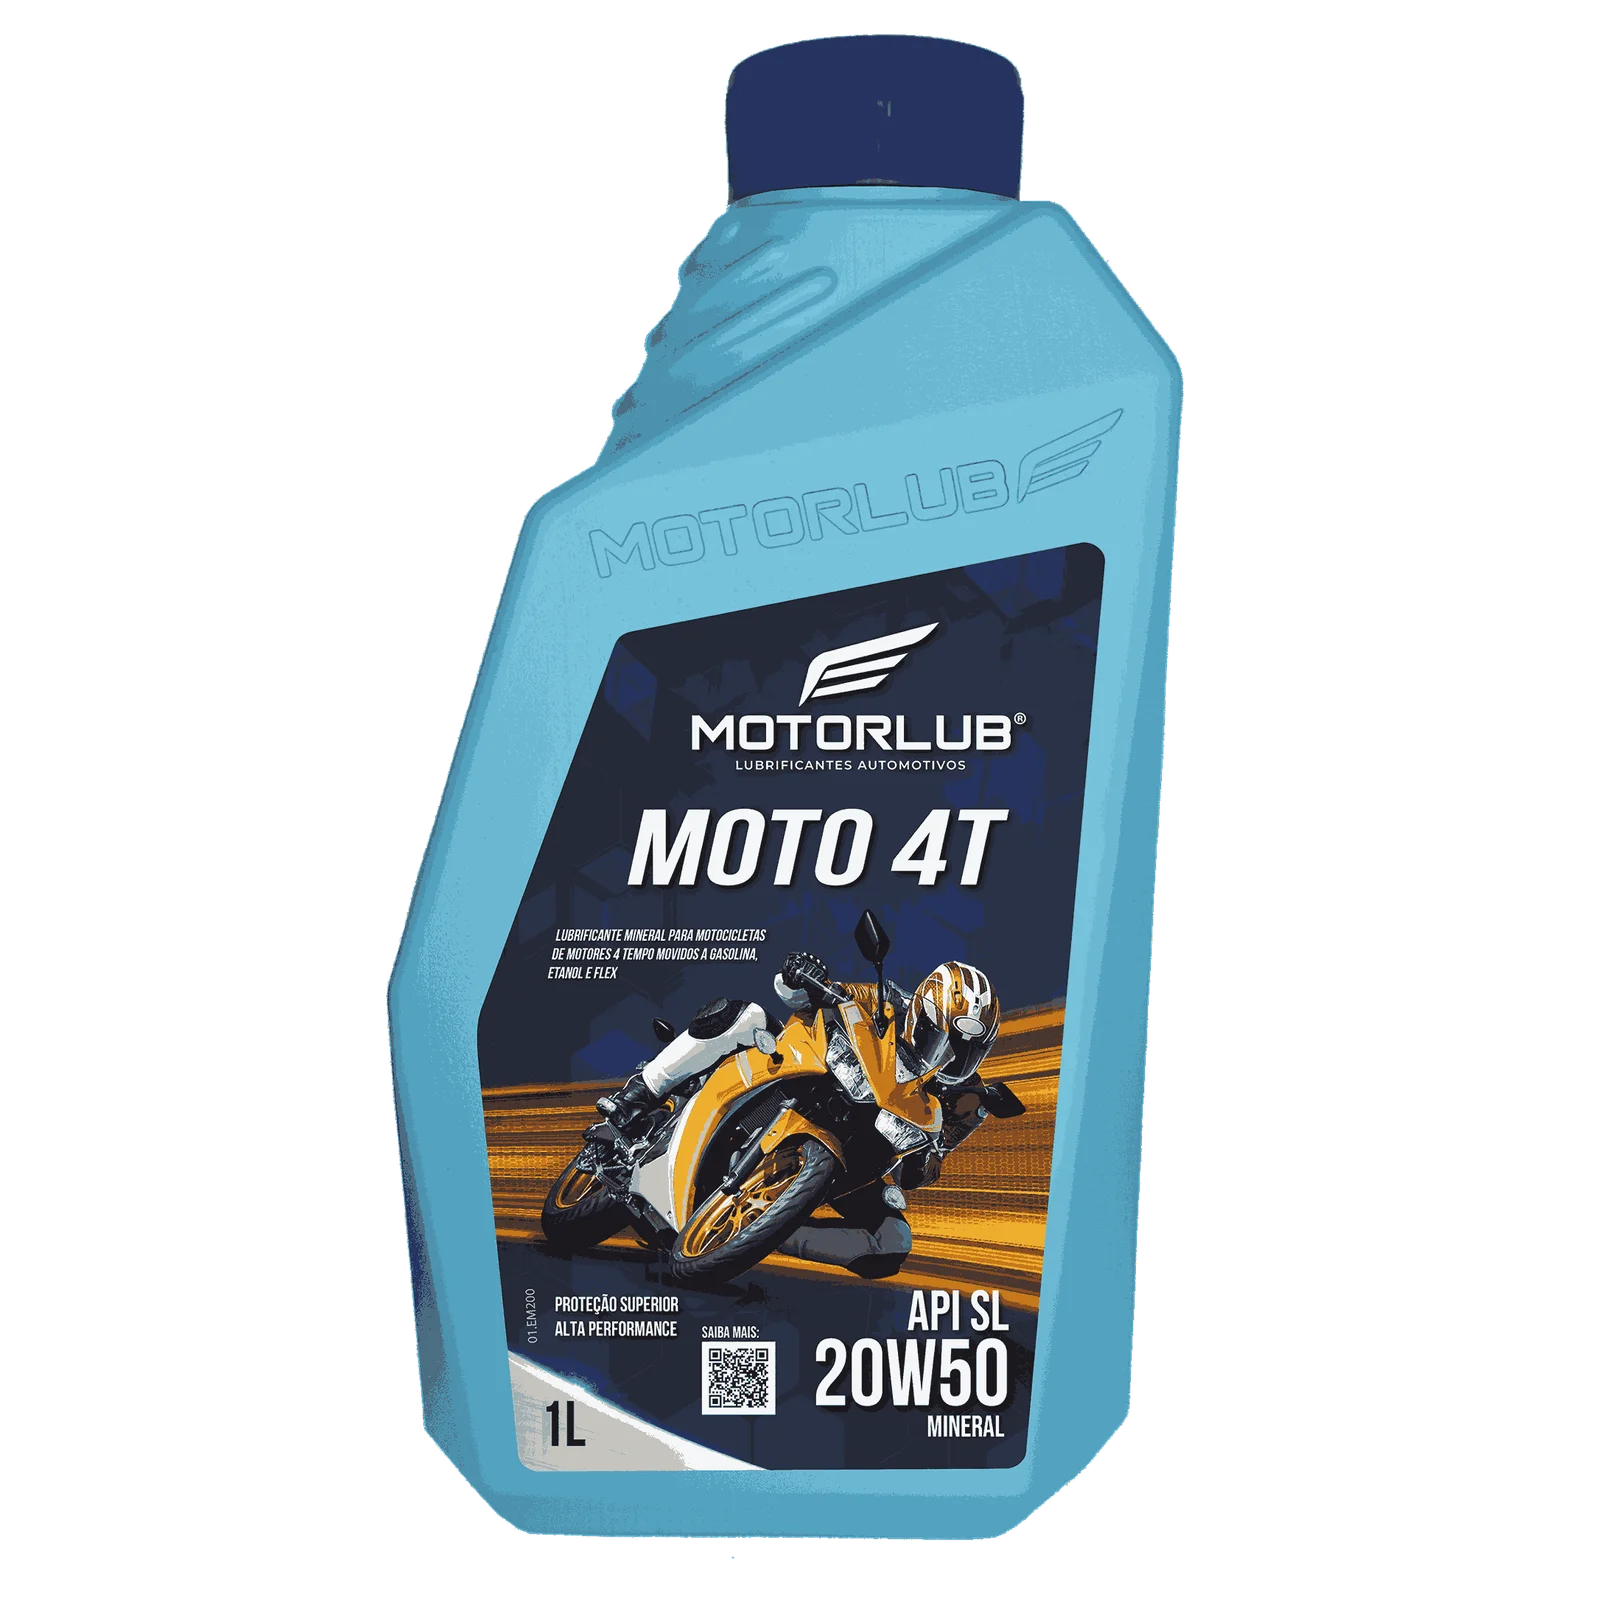 MOTORLUB
MOTORLUB®
LUBRIFICANTES AUTOMOTIVOS
MOTO 4T
LUBRIFICANTE MINERAL PARA MOTOCICLETAS
DE MOTORES 4 TEMPO MOVIDOS A GASOLINA,
ETANOL E FLEX
01.EM200
PROTEÇÃO SUPERIOR
ALTA PERFORMANCE
SAIBA MAIS:
1L
API SL
20W50
MINERAL